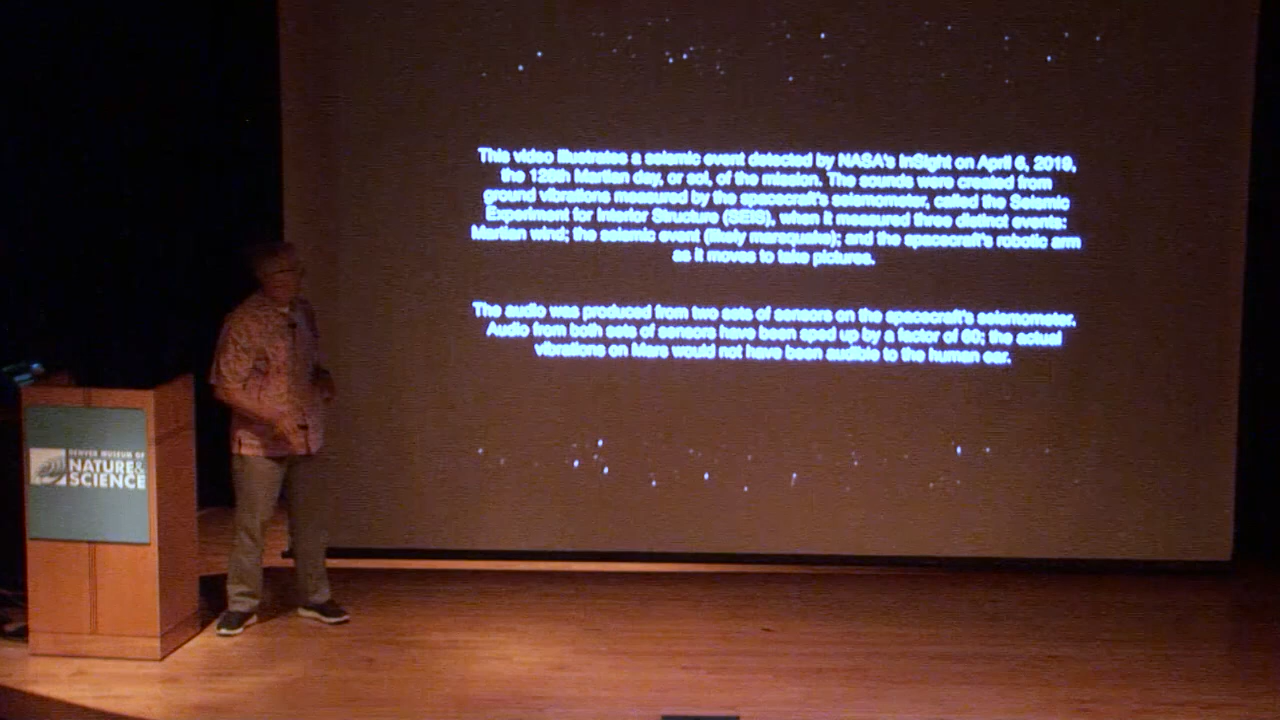 This video illustrates a seismic event detected by NASA's InSight on April 6, 2019,
the 128th Martian day, or sol, of the mission. The sounds were created from
ground vibrations measured by the spacecraft's seismometer, called the Seismic
Experiment for Interior Structure (SEIS), when it measured three distinct events:
Martian wind; the seismic event (likely marsquake); and the spacecraft's robotic arm
as it moves to take pictures.
The audio was produced from two sets of sensors on the spacecraft's seismometer.
Audio from both sets of sensors have been sped up by a factor of 60; the actual
vibrations on Mars would not have been audible to the human ear.
DENVER MUSEUM OF
NATURE&
SCIENCE